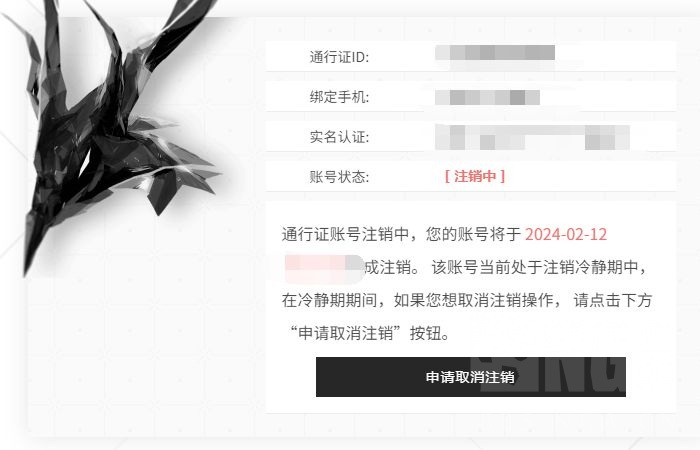 通行证ID:
绑定手机:
实名认证:
账号状态: [ 注销中 ]
通行证账号注销中，您的账号将于 2024-02-12
成注销。 该账号当前处于注销冷静期中，
在冷静期期间，如果您想取消注销操作， 请点击下方
“申请取消注销”按钮。
申请取消注销